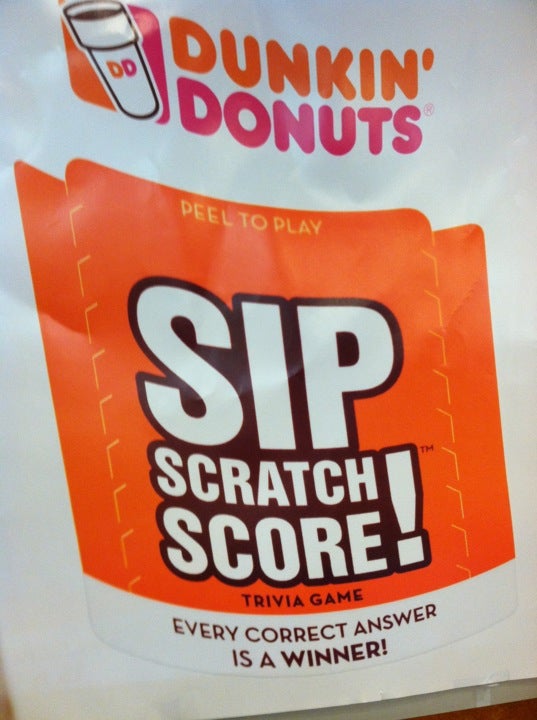 DD
DUNKIN'
DONUTS®
PEEL TO PLAY
SIP
SCRATCH
SCORE!™
TRIVIA GAME
EVERY CORRECT ANSWER
IS A WINNER!